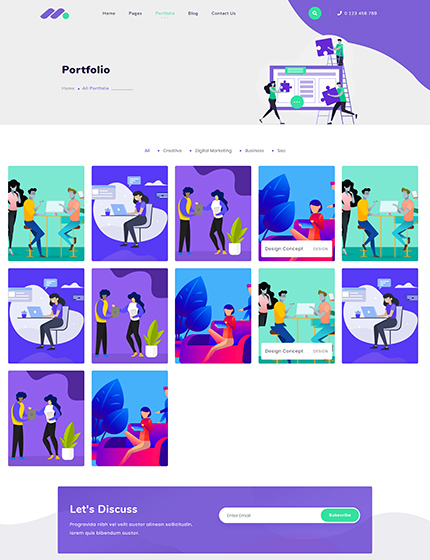 Home Pages Portfolio Blog Contact Us
0 123 456 789
Portfolio
Home • All Portfolio
All • Creative • Digital Marketing • Business • Seo
Design Concept DESIGN
Design Concept DESIGN
Let's Discuss
Progravida nibh vel velit auctor alinean sollicitudin,
lorem quis bibendum auctor.
Enter Email
Subscribe